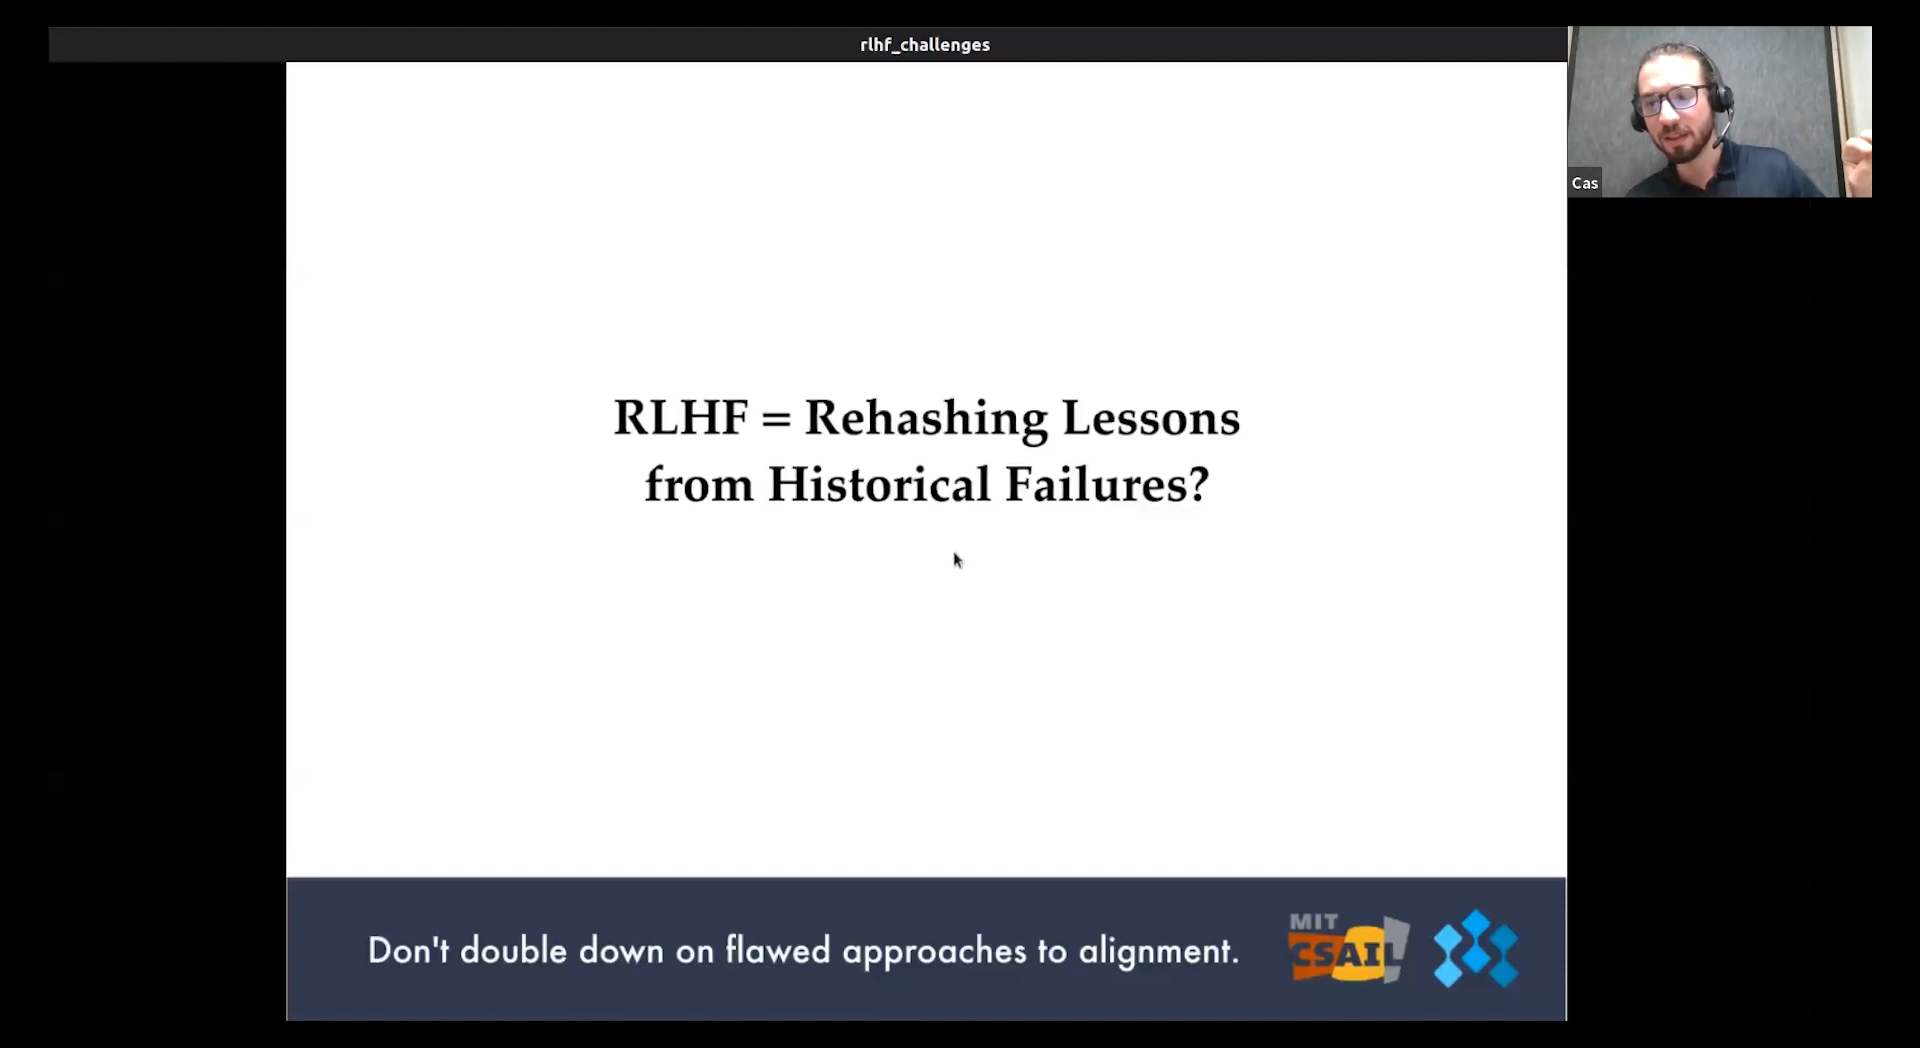 rlhf_challenges
Cas
RLHF = Rehashing Lessons
from Historical Failures?
Don't double down on flawed approaches to alignment.
MIT
CSAIL